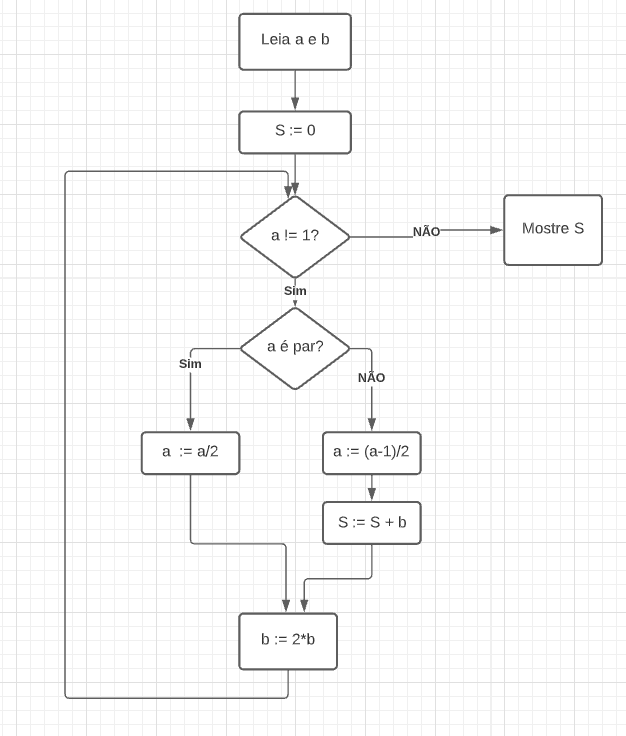 Leia a e b
S := 0
a != 1?
NÃO
Mostre S
Sim
a é par?
Sim
NÃO
a := a/2
a := (a-1)/2
S := S + b
b := 2*b